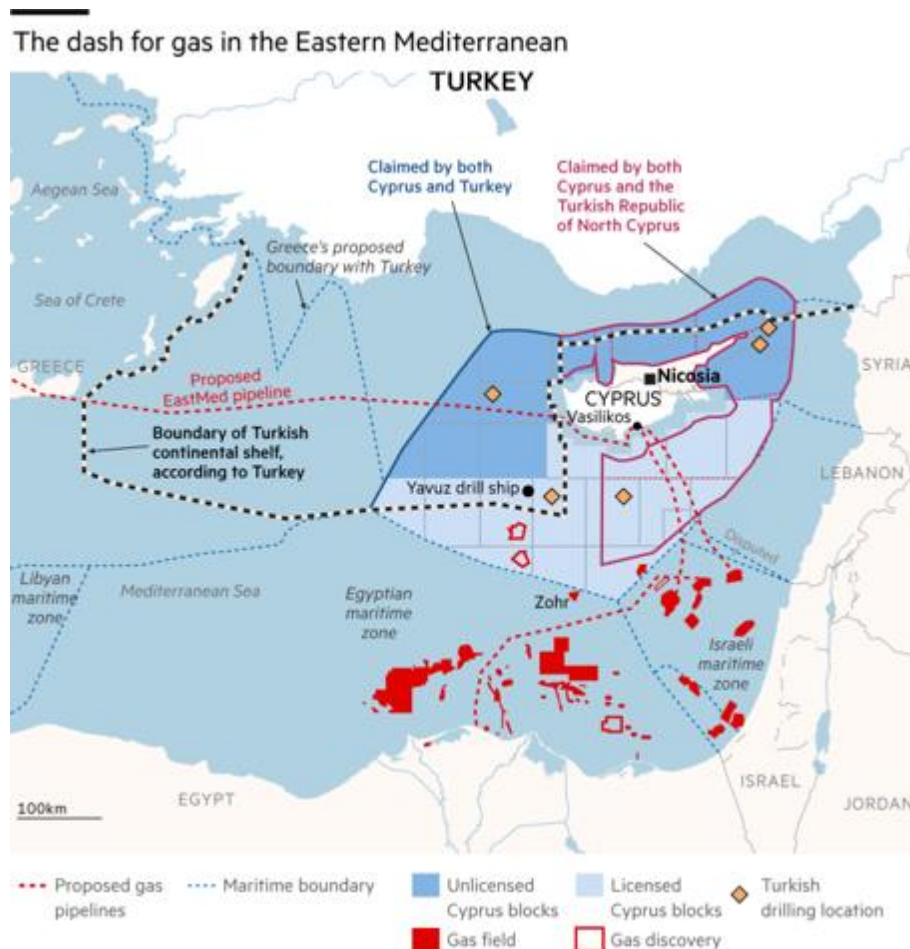 The dash for gas in the Eastern Mediterranean
TURKEY
Claimed by both
Cyprus and Turkey
Claimed by both
Cyprus and the
Turkish Republic
of North Cyprus
Aegean Sea
Greece's proposed
boundary with Turkey
Sea of Crete
GREECE
Proposed
EastMed pipeline
Nicosia
CYPRUS
Vasilikos
SYRIA
Boundary of Turkish
continental shelf,
according to Turkey
Yavuz drill ship
LEBANON
Disputed
Libyan
maritime
zone
Mediterranean Sea
Egyptian
maritime
zone
Zohr
Israeli
maritime
zone
EGYPT
ISRAEL
JORDAN
100km
Proposed gas
pipelines
Maritime boundary
Unlicensed
Cyprus blocks
Licensed
Cyprus blocks
Turkish
drilling location
Gas field
Gas discovery